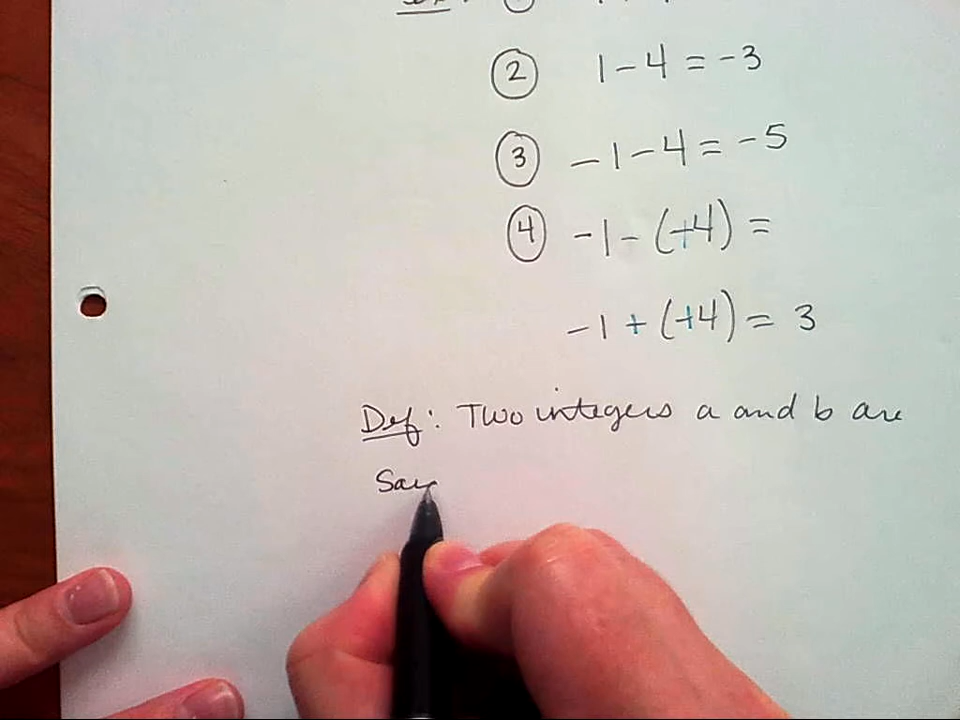 ② 1 - 4 = -3
③ -1 - 4 = -5
④ -1 - (+4) =
-1 + (+4) = 3
Def: Two integers a and b are
Sai